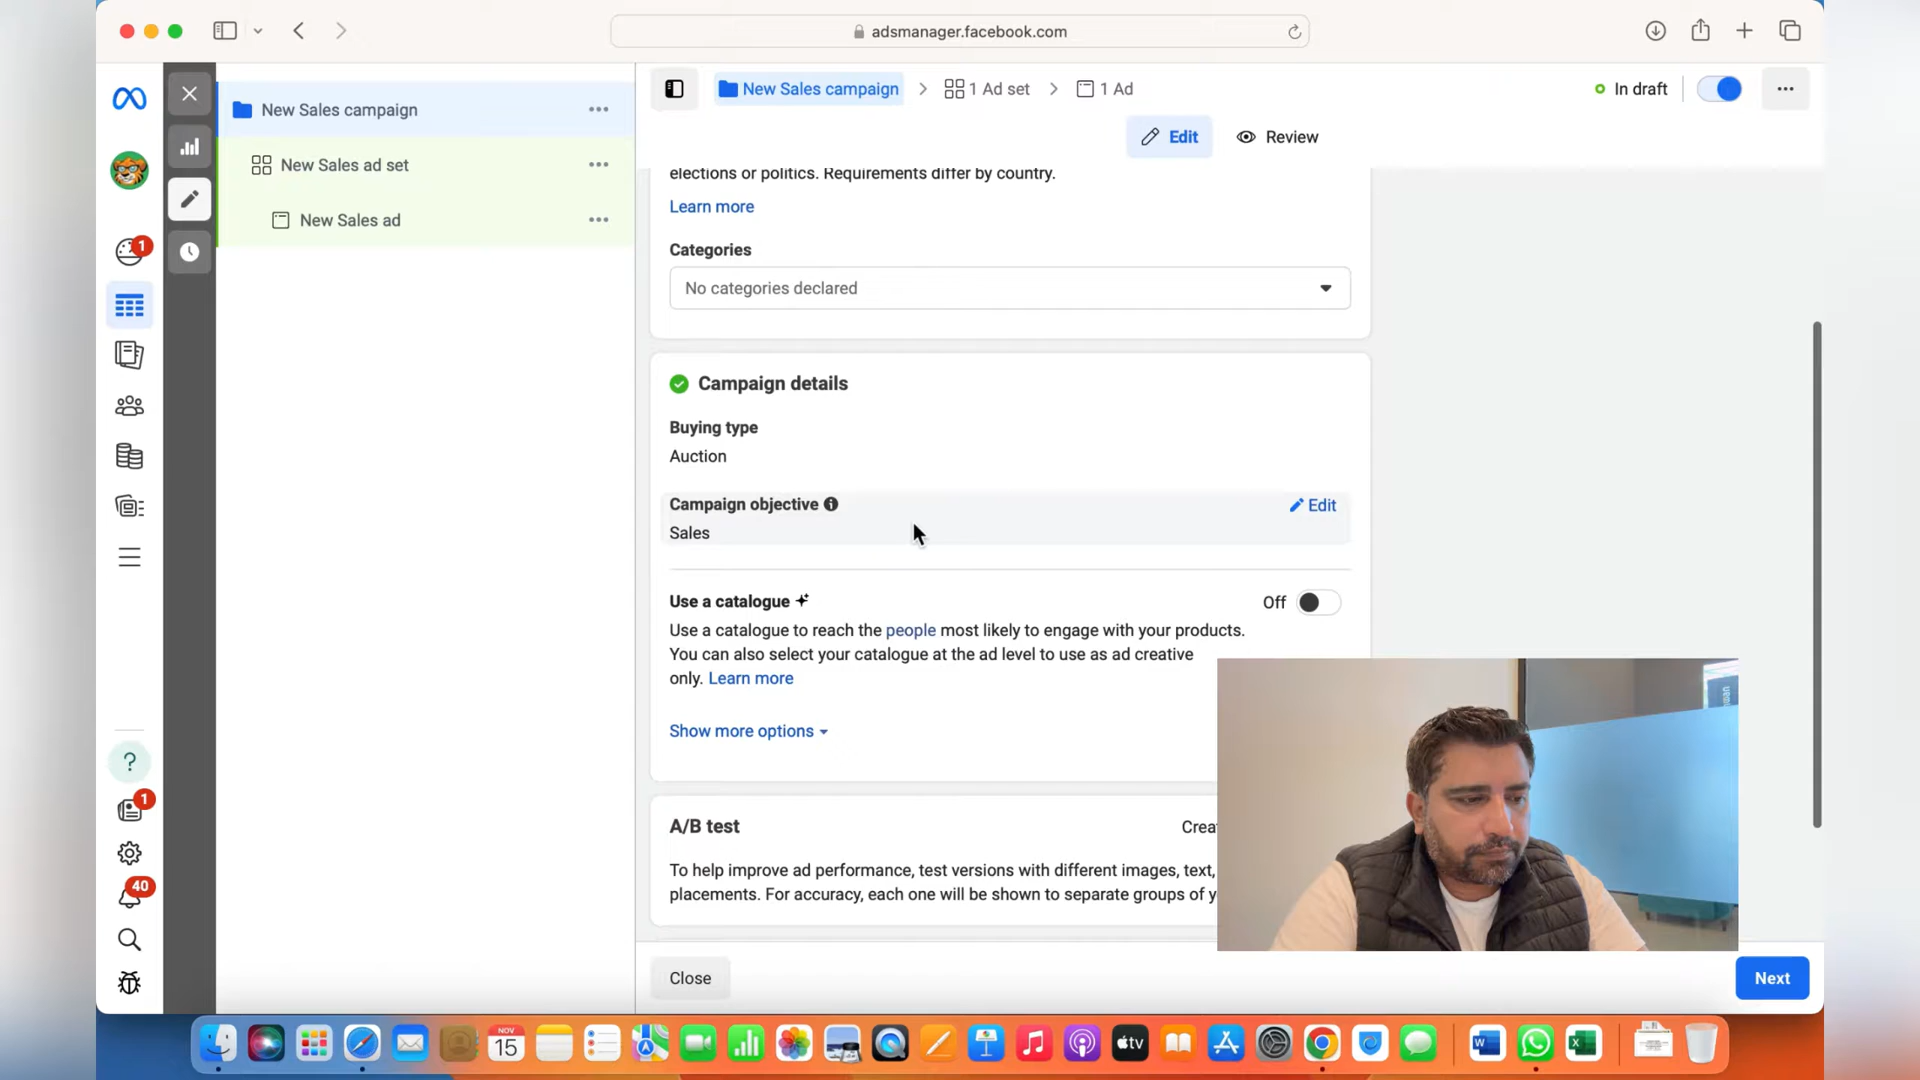 adsmanager.facebook.com
New Sales campaign
New Sales ad set
New Sales ad
New Sales campaign
1 Ad set
1 Ad
In draft
Edit
Review
elections or politics. Requirements differ by country.
Learn more
Categories
No categories declared
Campaign details
Buying type
Auction
Campaign objective
Edit
Sales
Use a catalogue
Off
Use a catalogue to reach the people most likely to engage with your products.
You can also select your catalogue at the ad level to use as ad creative
only. Learn more
Show more options
A/B test
To help improve ad performance, test versions with different images, text,
placements. For accuracy, each one will be shown to separate groups of
Close
Next
1
1
40
NOV
15
tv
W
X